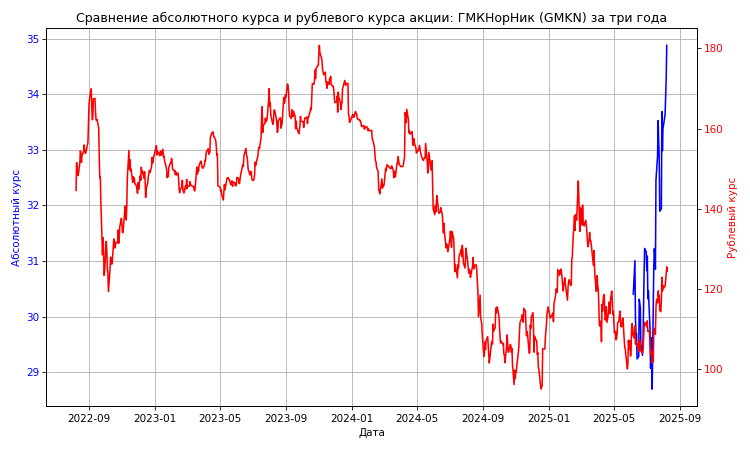 Сравнение абсолютного курса и рублевого курса акции: ГМКНорНик (GMKN) за три года
35
34
33
32
31
30
29
Абсолютный курс
180
160
140
120
100
Рублевый курс
2022-09 2023-01 2023-05 2023-09 2024-01 2024-05 2024-09 2025-01 2025-05 2025-09
Дата